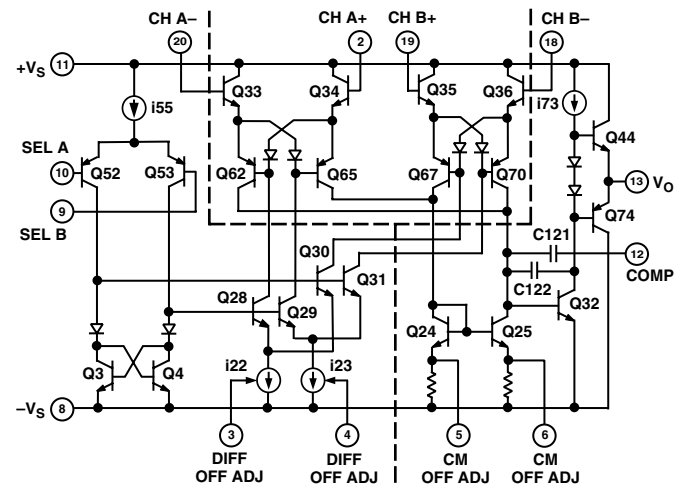 CH A– CH A+ CH B+ CH B–
20 2 19 18
+VS 11
Q33 Q34 Q35 Q36 i73
i55 Q44
SEL A
10 Q52 Q53 Q62 Q65 Q67 Q70 13 VO
9 Q74
SEL B
C121
Q30 12
Q31 COMP
C122
Q28 Q29 Q32
Q24 Q25
Q3 Q4 i22 i23
–VS 8
3 4 5 6
DIFF DIFF CM CM
OFF ADJ OFF ADJ OFF ADJ OFF ADJ